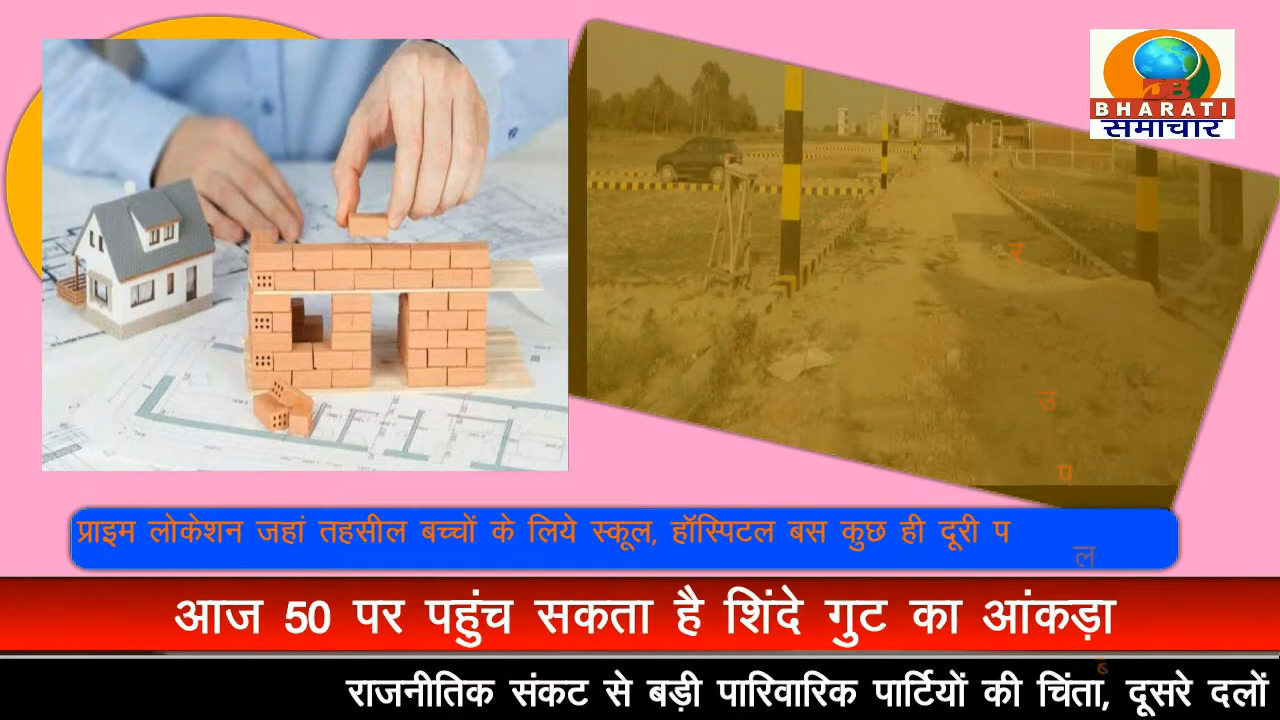 BHARATI
समाचार
प्राइम लोकेशन जहां तहसील बच्चों के लिये स्कूल, हॉस्पिटल बस कुछ ही दूरी प
र
उ
प
ल
आज 50 पर पहुंच सकता है शिंदे गुट का आंकड़ा
राजनीतिक संकट से बड़ी पारिवारिक पार्टियों की चिंता, दूसरे दलों